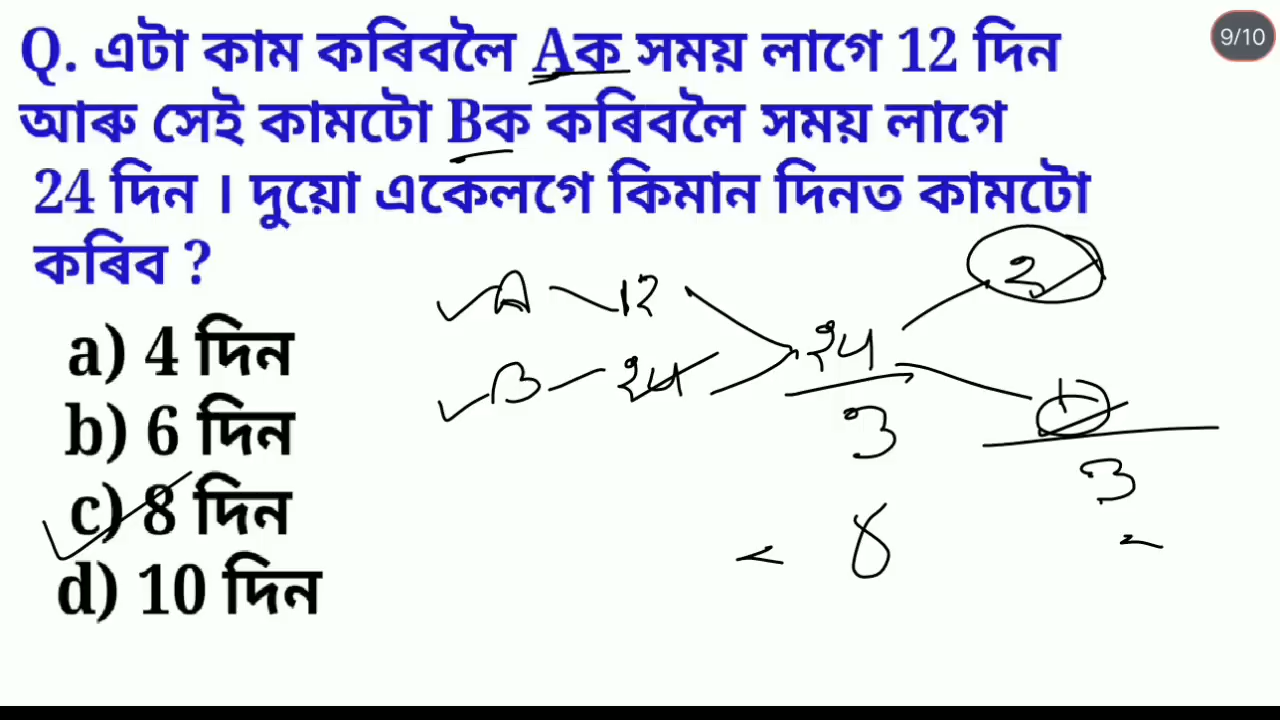 Q. এটা কাম কৰিবলৈ Aক সময় লাগে 12 দিন
9/10
আৰু সেই কামটো Bক কৰিবলৈ সময় লাগে
24 দিন । দুয়ো একেলগে কিমান দিনত কামটো
কৰিব ?
A 12
2
B 24
24
3
1
3
8
a) 4 দিন
b) 6 দিন
c) 8 দিন
d) 10 দিন